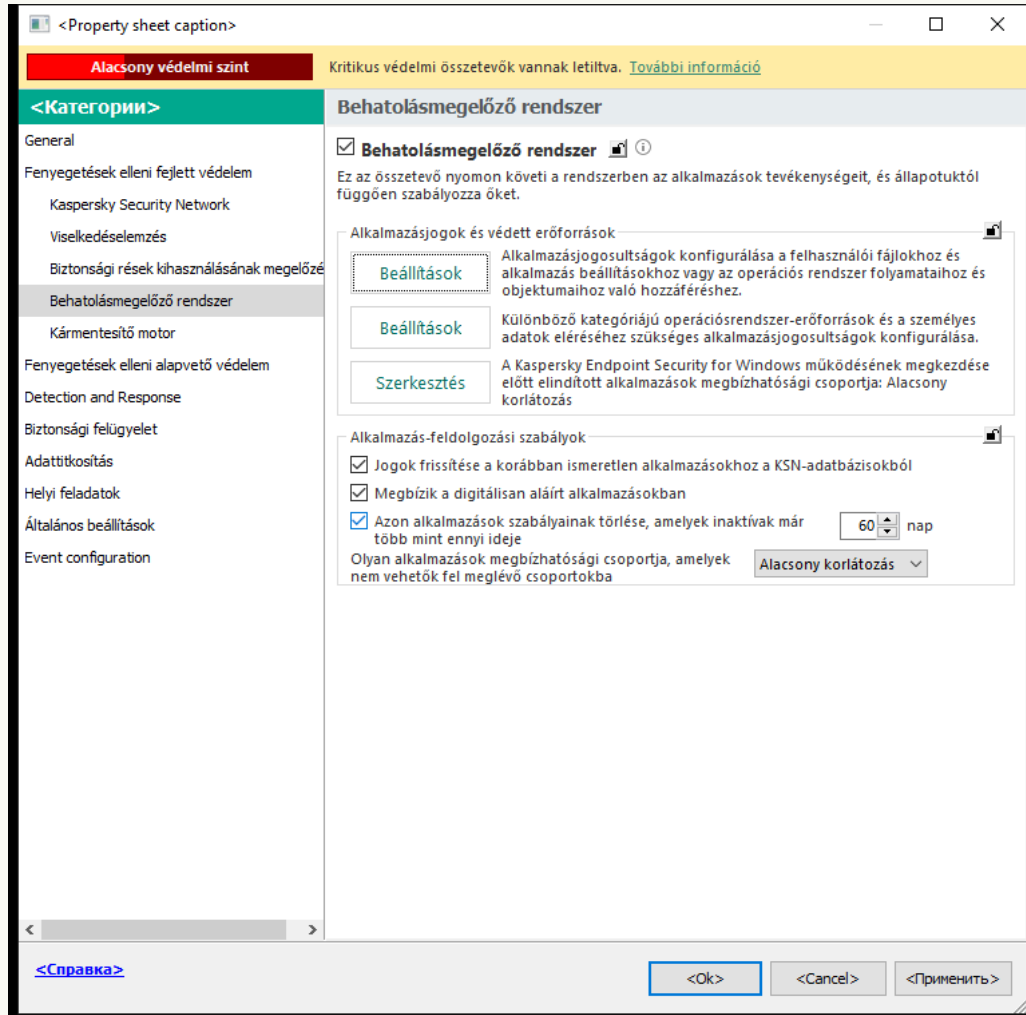 <Property sheet caption>
Alacsony védelmi szint
Kritikus védelmi összetevők vannak letiltva. További információ
<Категории>
General
Fenyegetések elleni fejlett védelem
Kaspersky Security Network
Viselkedéselemzés
Biztonsági rések kihasználásának megelőzé
Behatolásmegelőző rendszer
Kármentesítő motor
Fenyegetések elleni alapvető védelem
Detection and Response
Biztonsági felügyelet
Adattitkosítás
Helyi feladatok
Általános beállítások
Event configuration
Behatolásmegelőző rendszer
Behatolásmegelőző rendszer
Ez az összetevő nyomon követi a rendszerben az alkalmazások tevékenységeit, és állapotuktól
függően szabályozza őket.
Alkalmazásjogok és védett erőforrások
Beállítások
Alkalmazásjogosultságok konfigurálása a felhasználói fájlokhoz és
alkalmazás beállításokhoz vagy az operációs rendszer folyamataihoz és
objektumaihoz való hozzáféréshez.
Beállítások
Különböző kategóriájú operációsrendszer-erőforrások és a személyes
adatok eléréséhez szükséges alkalmazásjogosultságok konfigurálása.
Szerkesztés
A Kaspersky Endpoint Security for Windows működésének megkezdése
előtt elindított alkalmazások megbízhatósági csoportja: Alacsony
korlátozás
Alkalmazás-feldolgozási szabályok
Jogok frissítése a korábban ismeretlen alkalmazásokhoz a KSN-adatbázisokból
Megbízik a digitálisan aláírt alkalmazásokban
Azon alkalmazások szabályainak törlése, amelyek inaktívak már
több mint ennyi ideje
60 nap
Olyan alkalmazások megbízhatósági csoportja, amelyek
nem vehetők fel meglévő csoportokba
Alacsony korlátozás
<Справка>
<Ok> <Cancel> <Применить>